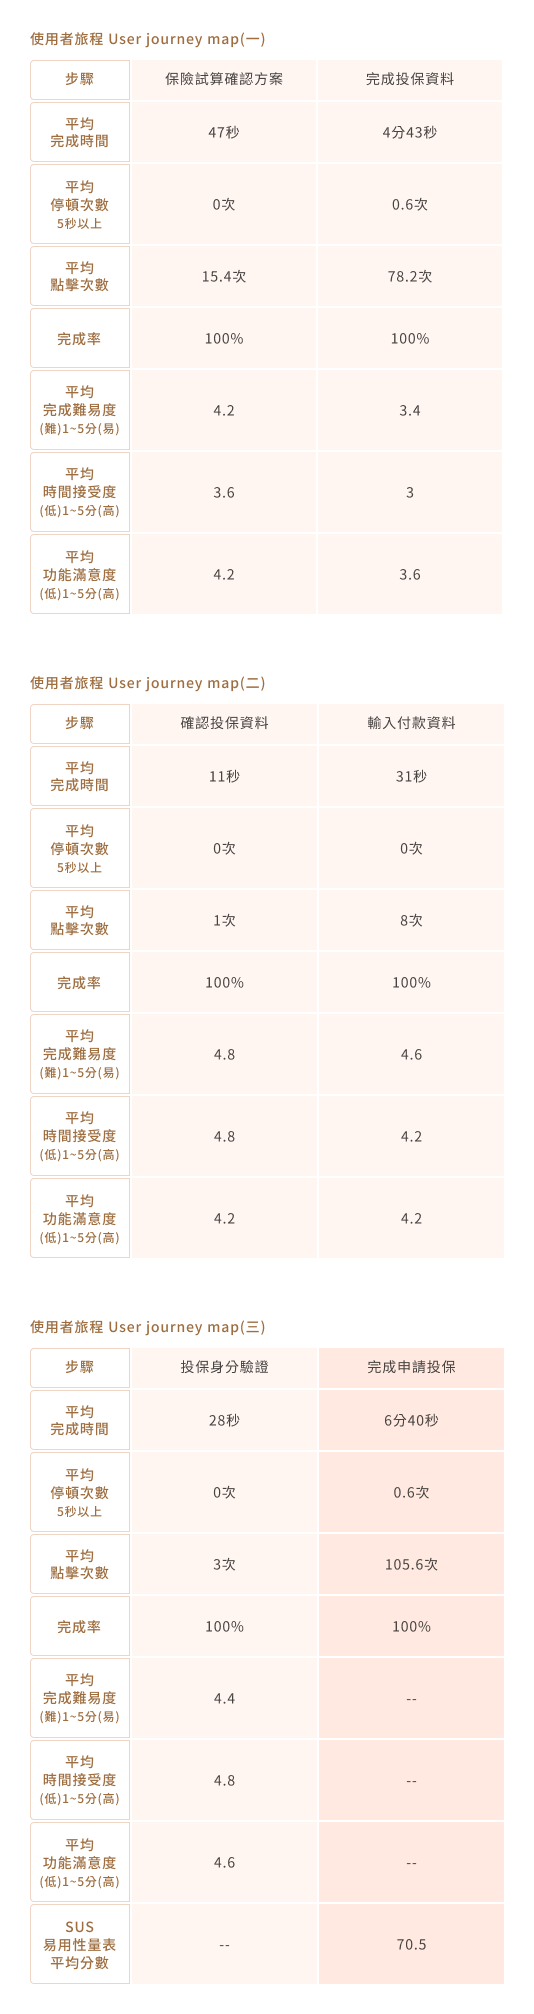 使用者旅程 User journey map(一)
步驟
保險試算確認方案
完成投保資料
平均
完成時間
47秒
4分43秒
平均
停頓次數
5秒以上
0次
0.6次
平均
點擊次數
15.4次
78.2次
完成率
100%
100%
平均
完成難易度
(難)1~5分(易)
4.2
3.4
平均
時間接受度
(低)1~5分(高)
3.6
3
平均
功能滿意度
(低)1~5分(高)
4.2
3.6
使用者旅程 User journey map(二)
步驟
確認投保資料
輸入付款資料
平均
完成時間
11秒
31秒
平均
停頓次數
5秒以上
0次
0次
平均
點擊次數
1次
8次
完成率
100%
100%
平均
完成難易度
(難)1~5分(易)
4.8
4.6
平均
時間接受度
(低)1~5分(高)
4.8
4.2
平均
功能滿意度
(低)1~5分(高)
4.2
4.2
使用者旅程 User journey map(三)
步驟
投保身分驗證
完成申請投保
平均
完成時間
28秒
6分40秒
平均
停頓次數
5秒以上
0次
0.6次
平均
點擊次數
3次
105.6次
完成率
100%
100%
平均
完成難易度
(難)1~5分(易)
4.4
--
平均
時間接受度
(低)1~5分(高)
4.8
--
平均
功能滿意度
(低)1~5分(高)
4.6
--
SUS
易用性量表
平均分數
--
70.5